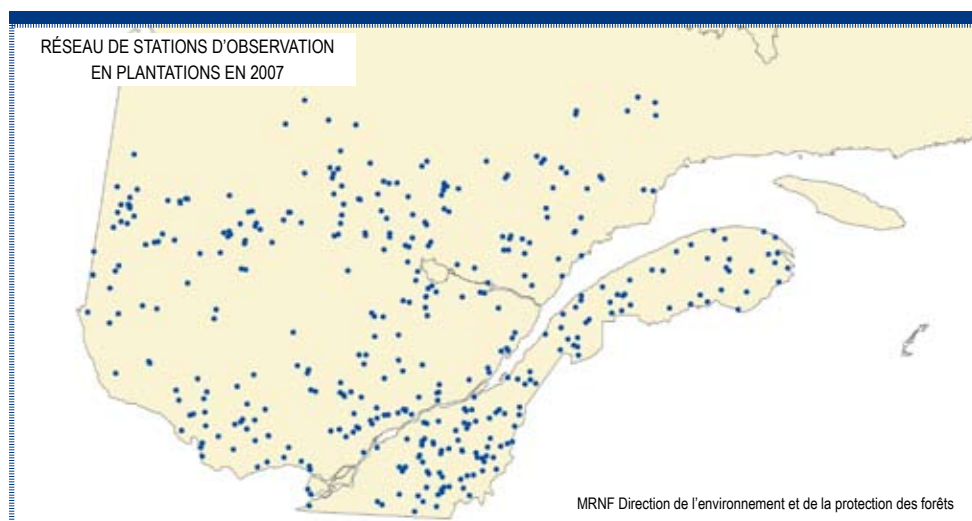 RÉSEAU DE STATIONS D'OBSERVATION
EN PLANTATIONS EN 2007
MRNF Direction de l'environnement et de la protection des forêts